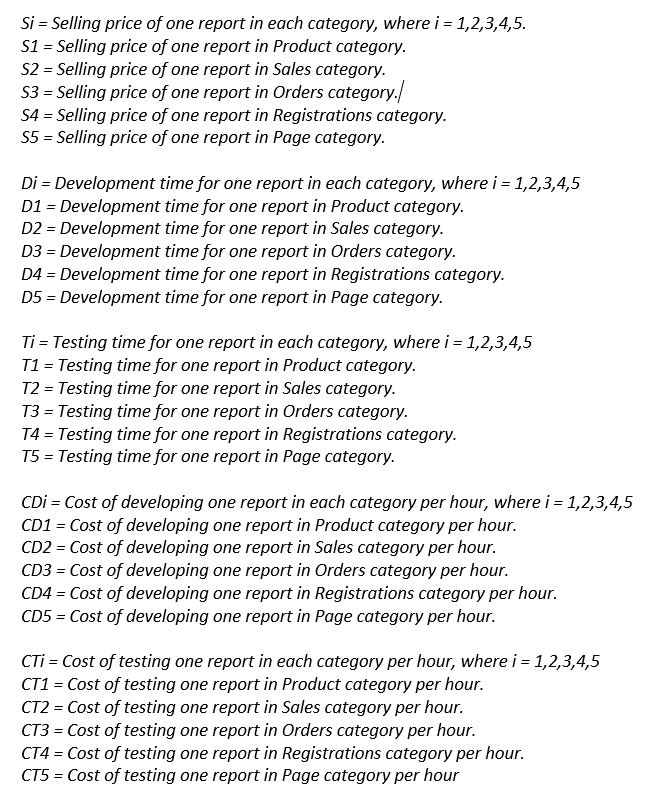 Si = Selling price of one report in each category, where i = 1,2,3,4,5.
S1 = Selling price of one report in Product category.
S2 = Selling price of one report in Sales category.
S3 = Selling price of one report in Orders category.
S4 = Selling price of one report in Registrations category.
S5 = Selling price of one report in Page category.
Di = Development time for one report in each category, where i = 1,2,3,4,5
D1 = Development time for one report in Product category.
D2 = Development time for one report in Sales category.
D3 = Development time for one report in Orders category.
D4 = Development time for one report in Registrations category.
D5 = Development time for one report in Page category.
Ti = Testing time for one report in each category, where i = 1,2,3,4,5
T1 = Testing time for one report in Product category.
T2 = Testing time for one report in Sales category.
T3 = Testing time for one report in Orders category.
T4 = Testing time for one report in Registrations category.
T5 = Testing time for one report in Page category.
CDi = Cost of developing one report in each category per hour, where i = 1,2,3,4,5
CD1 = Cost of developing one report in Product category per hour.
CD2 = Cost of developing one report in Sales category per hour.
CD3 = Cost of developing one report in Orders category per hour.
CD4 = Cost of developing one report in Registrations category per hour.
CD5 = Cost of developing one report in Page category per hour.
CTi = Cost of testing one report in each category per hour, where i = 1,2,3,4,5
CT1 = Cost of testing one report in Product category per hour.
CT2 = Cost of testing one report in Sales category per hour.
CT3 = Cost of testing one report in Orders category per hour.
CT4 = Cost of testing one report in Registrations category per hour.
CT5 = Cost of testing one report in Page category per hour